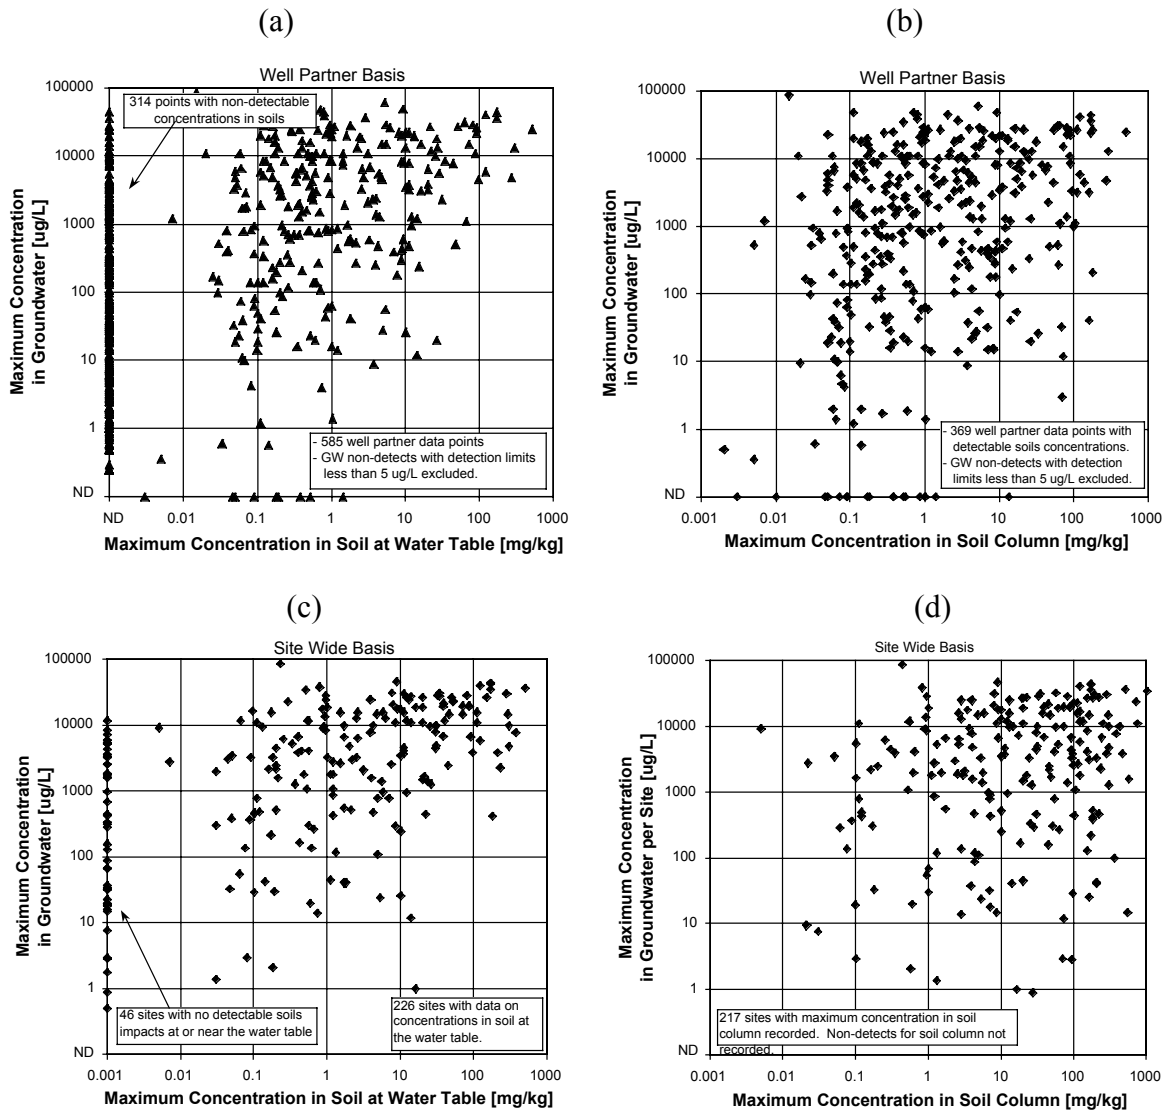 (a)
Well Partner Basis
100000
10000
1000
100
10
1
ND
Maximum Concentration
in Groundwater [ug/L]
314 points with non-detectable
concentrations in soils
- 585 well partner data points
- GW non-detects with detection limits
less than 5 ug/L excluded.
ND
0.01
0.1
1
10
100
1000
Maximum Concentration in Soil at Water Table [mg/kg]
(b)
Well Partner Basis
100000
10000
1000
100
10
1
ND
Maximum Concentration
in Groundwater [ug/L]
- 369 well partner data points with
detectable soils concentrations.
- GW non-detects with detection
limits less than 5 ug/L excluded.
0.001
0.01
0.1
1
10
100
1000
Maximum Concentration in Soil Column [mg/kg]
(c)
Site Wide Basis
100000
10000
1000
100
10
1
ND
Maximum Concentration
in Groundwater [ug/L]
46 sites with no detectable soils
impacts at or near the water table
226 sites with data on
concentrations in soil at
the water table.
0.001
0.01
0.1
1
10
100
1000
Maximum Concentration in Soil at Water Table [mg/kg]
(d)
Site Wide Basis
100000
10000
1000
100
10
1
ND
Maximum Concentration
in Groundwater per Site [ug/L]
217 sites with maximum concentration in soil
column recorded. Non-detects for soil column not
recorded.
0.001
0.01
0.1
1
10
100
1000
Maximum Concentration in Soil Column [mg/kg]